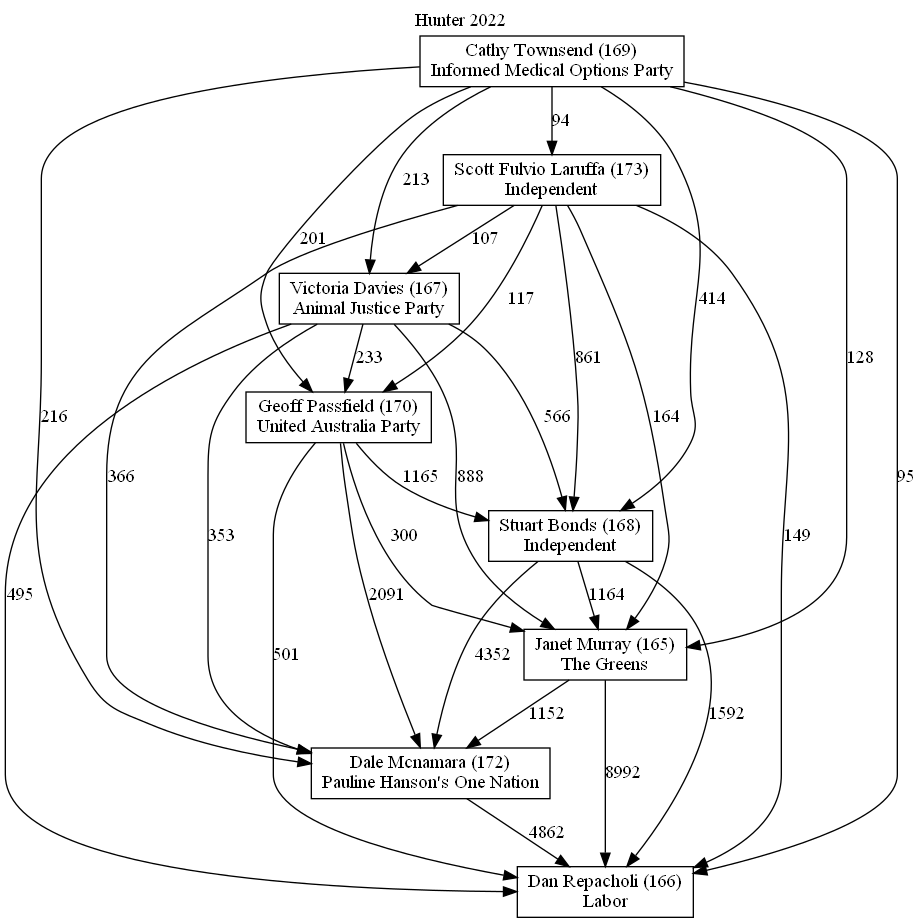 Hunter 2022
Cathy Townsend (169)
Informed Medical Options Party
94
Scott Fulvio Laruffa (173)
Independent
213
107
201
Victoria Davies (167)
Animal Justice Party
117
414
233
861
128
Geoff Passfield (170)
United Australia Party
216
566
164
366
1165
888
95
Stuart Bonds (168)
Independent
353
300
149
495
2091
1164
Janet Murray (165)
The Greens
501
4352
1152
1592
Dale Mcnamara (172)
Pauline Hanson's One Nation
8992
4862
Dan Repacholi (166)
Labor